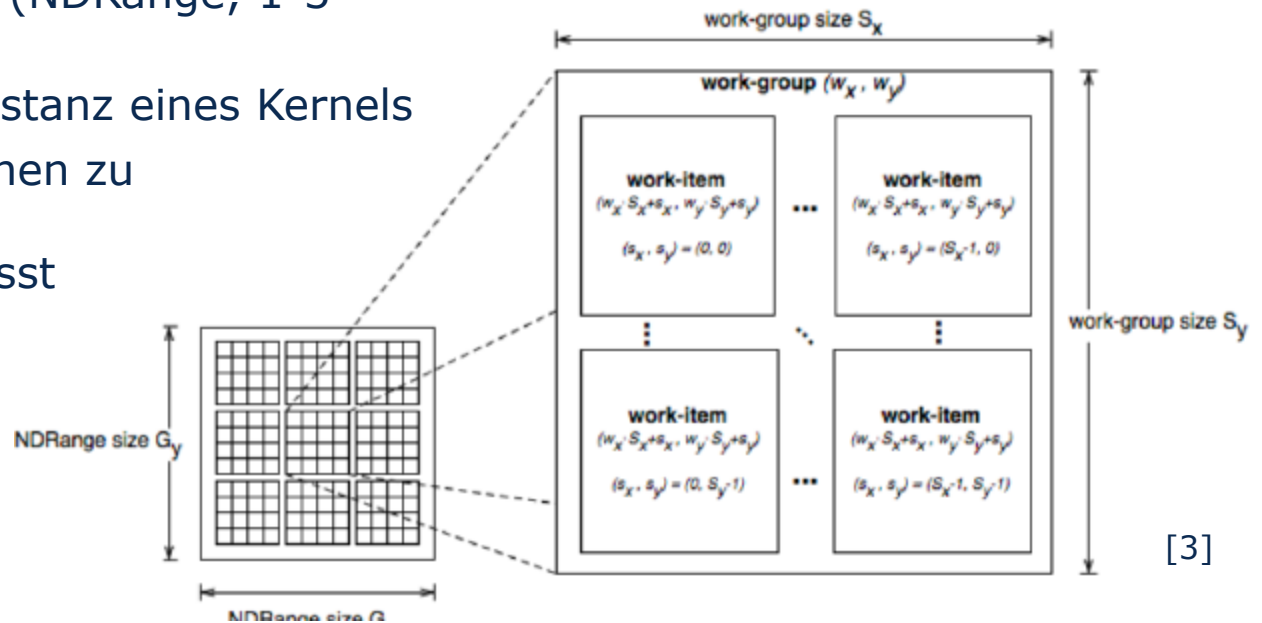 (NDRange, 1-3
stanz eines Kernels
nen zu
sst
work-group size Sx
work-group (wx, wy)
work-item
(wx·Sx+sx, wy·Sy+sy)
(sx, sy) = (0, 0)
...
work-item
(wx·Sx+sx, wy·Sy+sy)
(sx, sy) = (Sx-1, 0)
work-group size Sy
work-item
(wx·Sx+sx, wy·Sy+sy)
(sx, sy) = (0, Sy-1)
...
work-item
(wx·Sx+sx, wy·Sy+sy)
(sx, sy) = (Sx-1, Sy-1)
NDRange size Gy
[3]
NDRange size G